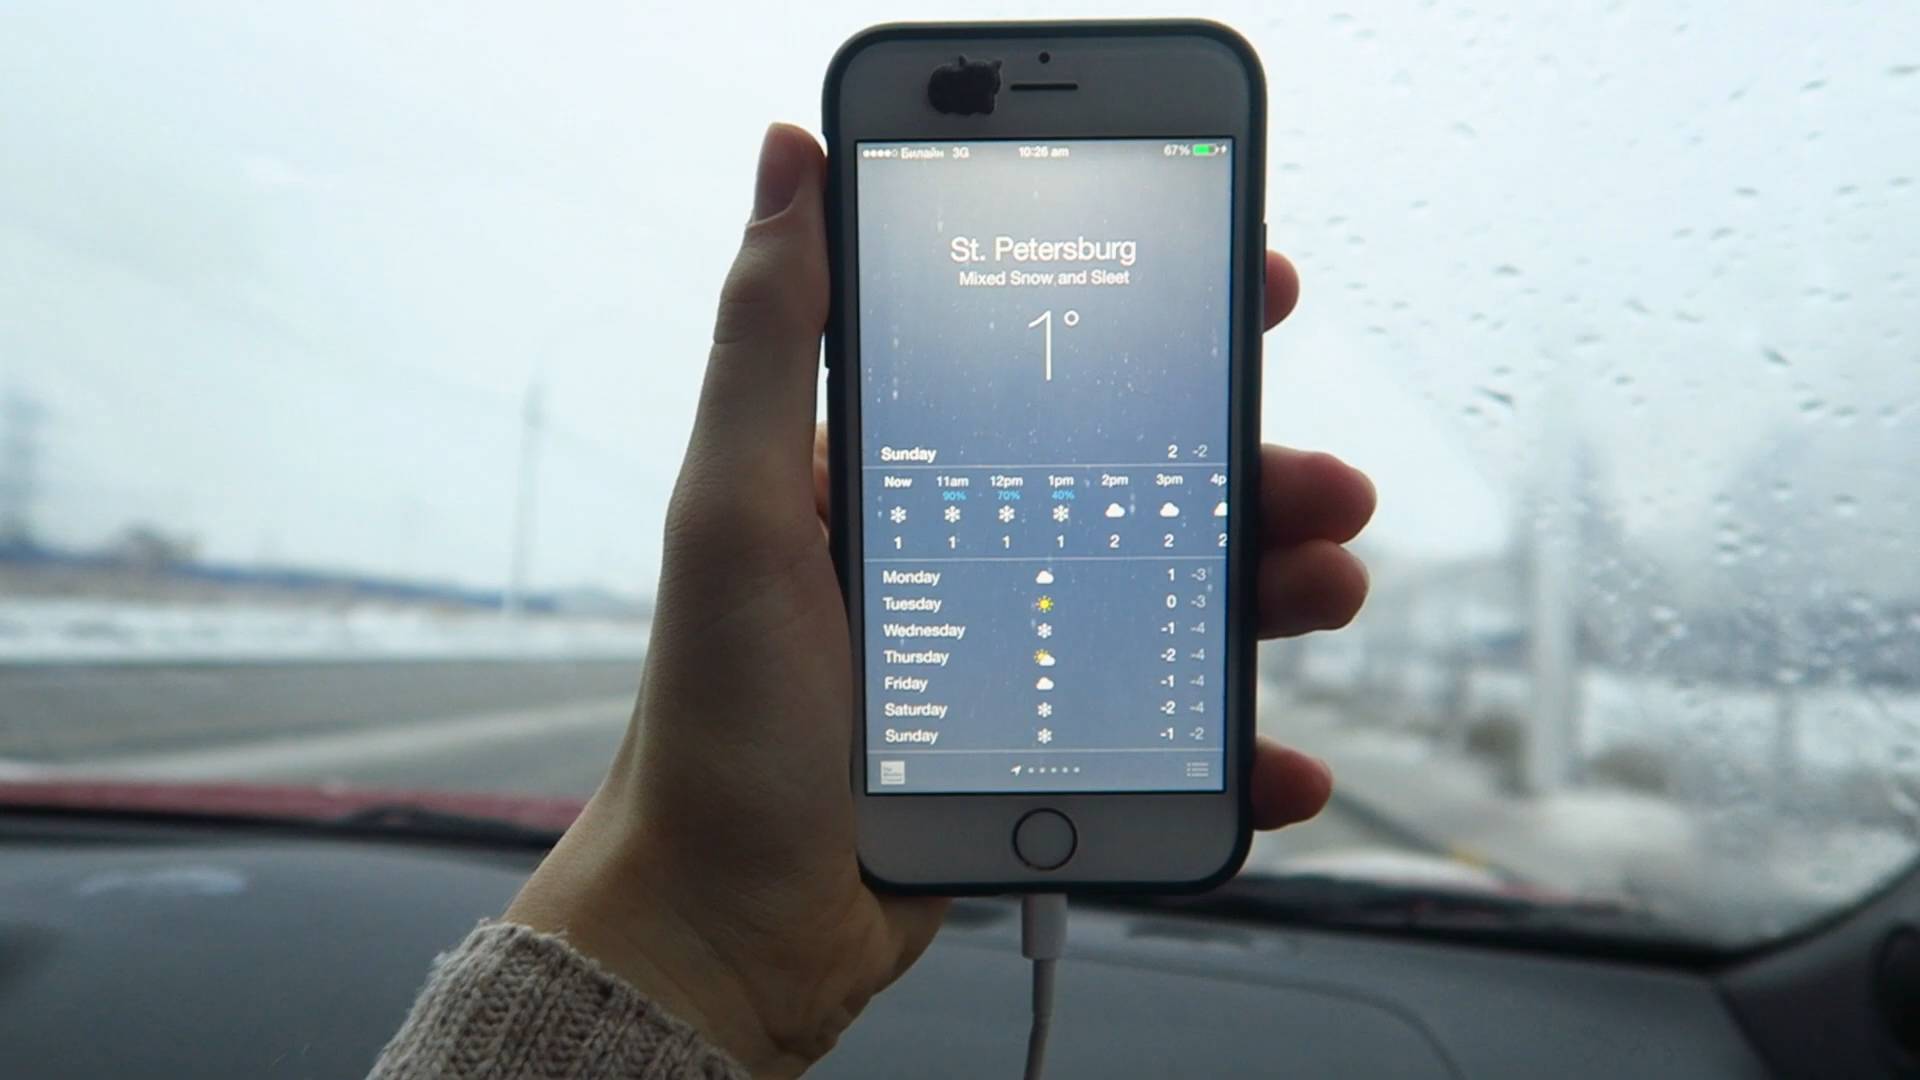 Билайн 3G 10:26 am 67%
St. Petersburg
Mixed Snow and Sleet
1°
Sunday 2 -2
Now 11am 12pm 1pm 2pm 3pm 4p
90% 70% 40%
1 1 1 1 2 2 2
Monday 1 -3
Tuesday 0 -3
Wednesday -1 -4
Thursday -2 -4
Friday -1 -4
Saturday -2 -4
Sunday -1 -2